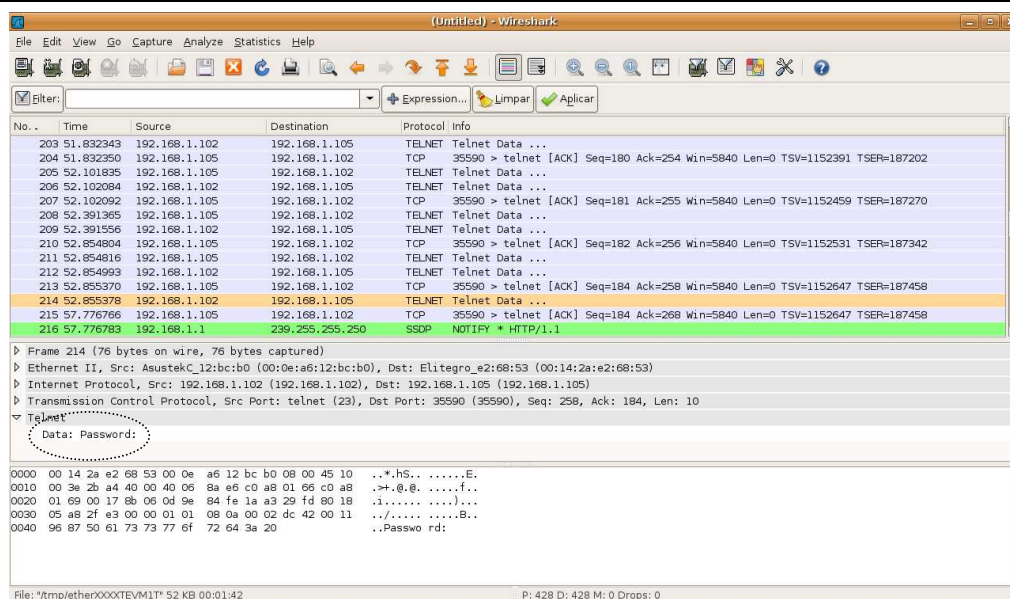 (Untitled) - Wireshark
File Edit View Go Capture Analyze Statistics Help
Filter: Expression... Limpar Aplicar
No. . Time Source Destination Protocol Info
203 51.832343 192.168.1.102 192.168.1.105 TELNET Telnet Data ...
204 51.832350 192.168.1.105 192.168.1.102 TCP 35590 > telnet [ACK] Seq=180 Ack=254 Win=5840 Len=0 TSV=1152391 TSER=187202
205 52.101835 192.168.1.105 192.168.1.102 TELNET Telnet Data ...
206 52.102084 192.168.1.102 192.168.1.105 TELNET Telnet Data ...
207 52.102092 192.168.1.105 192.168.1.102 TCP 35590 > telnet [ACK] Seq=181 Ack=255 Win=5840 Len=0 TSV=1152459 TSER=187270
208 52.391365 192.168.1.105 192.168.1.102 TELNET Telnet Data ...
209 52.391556 192.168.1.102 192.168.1.105 TELNET Telnet Data ...
210 52.854804 192.168.1.105 192.168.1.102 TCP 35590 > telnet [ACK] Seq=182 Ack=256 Win=5840 Len=0 TSV=1152531 TSER=187342
211 52.854816 192.168.1.105 192.168.1.102 TELNET Telnet Data ...
212 52.854993 192.168.1.102 192.168.1.105 TELNET Telnet Data ...
213 52.855370 192.168.1.105 192.168.1.102 TCP 35590 > telnet [ACK] Seq=184 Ack=258 Win=5840 Len=0 TSV=1152647 TSER=187458
214 52.855378 192.168.1.102 192.168.1.105 TELNET Telnet Data ...
215 57.776766 192.168.1.105 192.168.1.102 TCP 35590 > telnet [ACK] Seq=184 Ack=268 Win=5840 Len=0 TSV=1152647 TSER=187458
216 57.776783 192.168.1.1 239.255.255.250 SSDP NOTIFY * HTTP/1.1
Frame 214 (76 bytes on wire, 76 bytes captured)
Ethernet II, Src: AsustekC_12:bc:b0 (00:0e:a6:12:bc:b0), Dst: Elitegro_e2:68:53 (00:14:2a:e2:68:53)
Internet Protocol, Src: 192.168.1.102 (192.168.1.102), Dst: 192.168.1.105 (192.168.1.105)
Transmission Control Protocol, Src Port: telnet (23), Dst Port: 35590 (35590), Seq: 258, Ack: 184, Len: 10
Telnet
Data: Password:
0000 00 14 2a e2 68 53 00 0e a6 12 bc b0 08 00 45 10 ..*.hS.. ......E.
0010 00 3e 2b a4 40 00 40 06 8a e6 c0 a8 01 66 c0 a8 .>+.@.@. .....f..
0020 01 69 00 17 8b 06 0d 9e 84 fe 1a a3 29 fd 80 18 .i...... ....)...
0030 05 a8 2f e3 00 00 01 01 08 0a 00 02 dc 42 00 11 ../..... .....B..
0040 96 87 50 61 73 73 77 6f 72 64 3a 20 ..Passwo rd:
File: "/tmp/etherXXXXTEVM1T" 52 KB 00:01:42 P: 428 D: 428 M: 0 Drops: 0